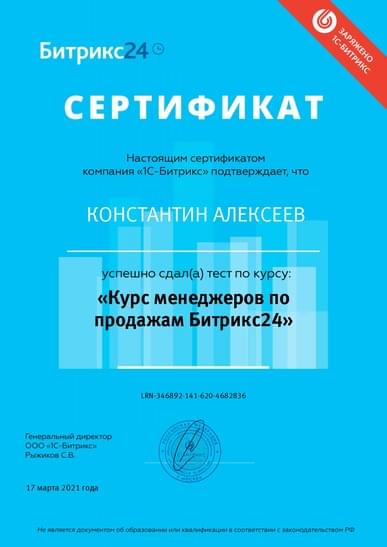 Битрикс24
ЗАРЯЖЕНО
1С-БИТРИКС
СЕРТИФИКАТ
Настоящим сертификатом
компания «1С-Битрикс» подтверждает, что
КОНСТАНТИН АЛЕКСЕЕВ
успешно сдал(а) тест по курсу:
«Курс менеджеров по
продажам Битрикс24»
LRN-346892-141-620-4682836
Генеральный директор
ООО «1С-Битрикс»
Рыжиков С.В.
17 марта 2021 года
Не является документом об образовании или квалификации в соответствии с законодательством РФ